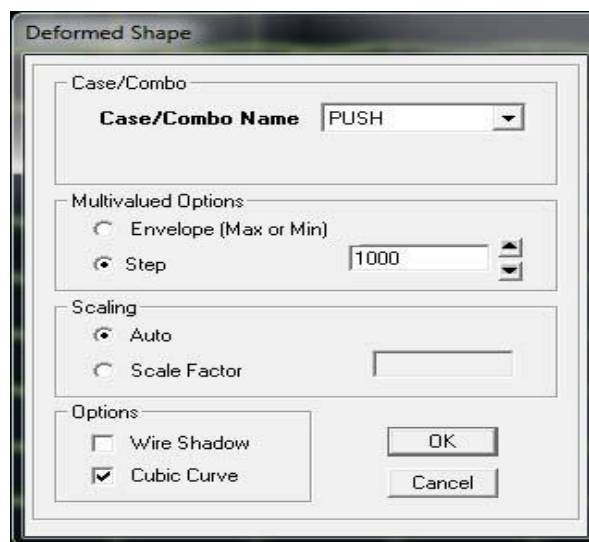 Deformed Shape
Case/Combo
Case/Combo Name PUSH
Multivalued Options
Envelope (Max or Min)
Step 1000
Scaling
Auto
Scale Factor
Options
Wire Shadow OK
Cubic Curve Cancel